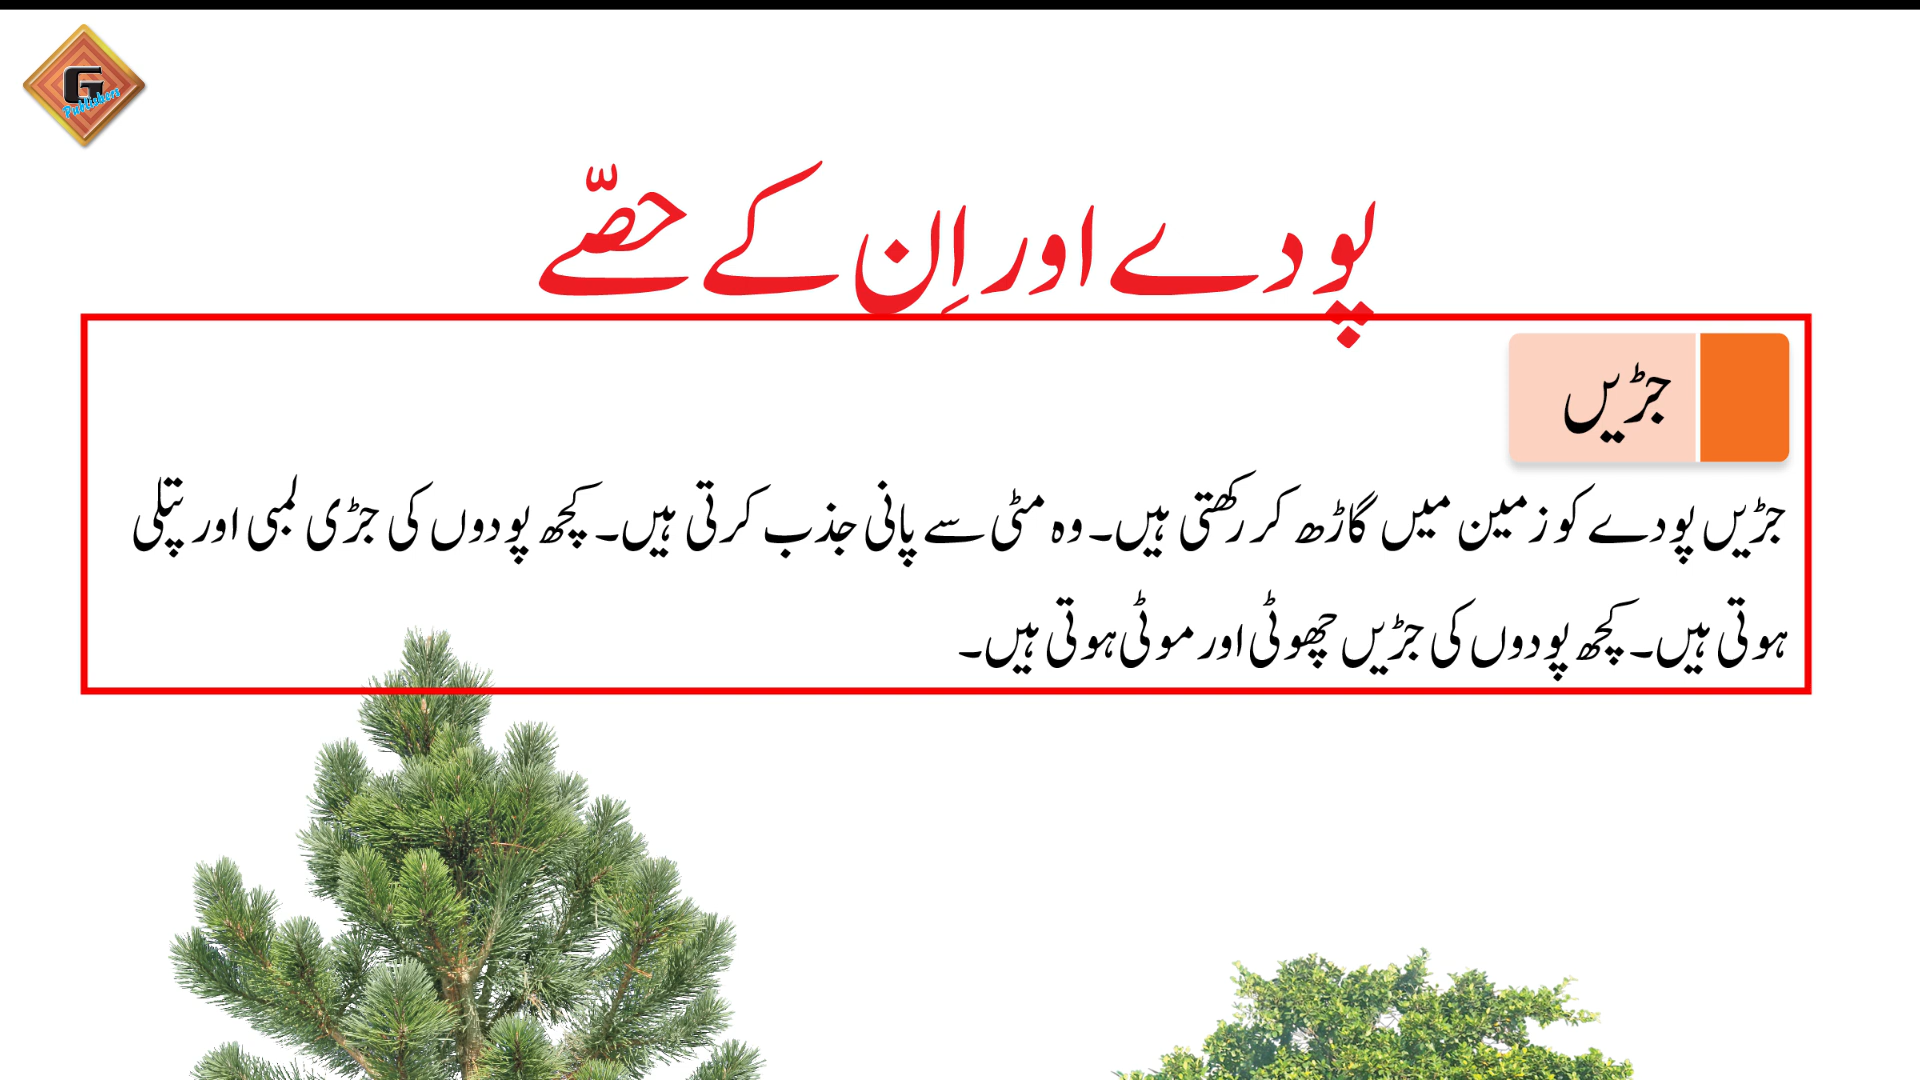 G
Publishers
پودے اور اِن کے حصّے
جڑیں
جڑیں پودے کو زمین میں گاڑھ کر رکھتی ہیں۔ وہ مٹی سے پانی جذب کرتی ہیں۔ کچھ پودوں کی جڑی لمبی اور پتلی
ہوتی ہیں۔ کچھ پودوں کی جڑیں چھوٹی اور موٹی ہوتی ہیں۔